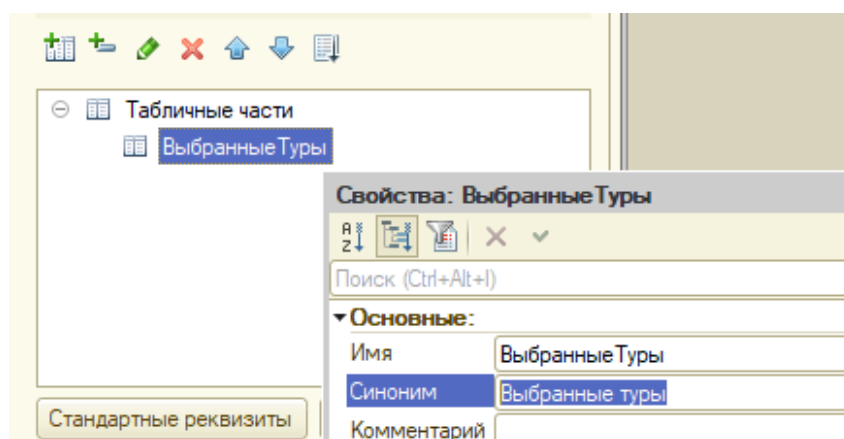 Табличные части
ВыбранныеТуры
Свойства: ВыбранныеТуры
Поиск (Ctrl+Alt+I)
Основные:
Имя ВыбранныеТуры
Синоним Выбранные туры
Стандартные реквизиты
Комментарий